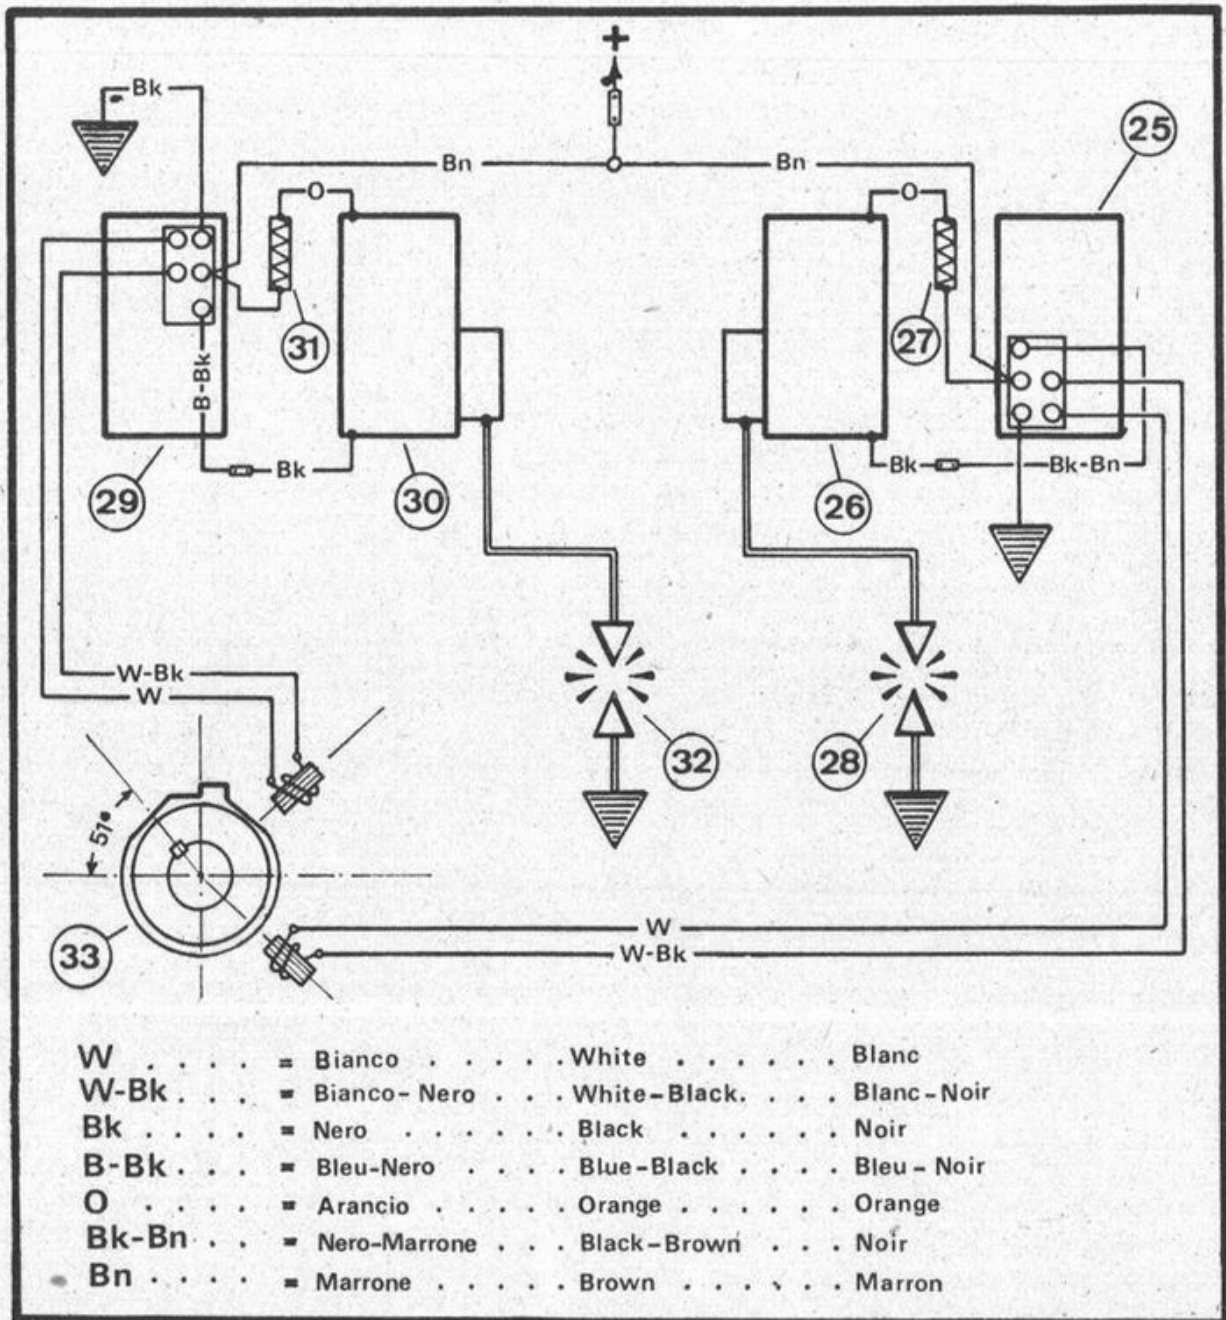 +
Bk
25
Bn Bn
O O
31
27
B-Bk
29
Bk
30
Bk
Bk-Bn
26
W-Bk
W
32
28
51°
33
W
W-Bk
W . . . . = Bianco . . . . . White . . . . . . Blanc
W-Bk . . . = Bianco-Nero . . . White-Black. . . . Blanc-Noir
Bk . . . . = Nero . . . . . . Black . . . . . . Noir
B-Bk . . . = Bleu-Nero . . . . Blue-Black . . . . Bleu-Noir
O . . . . = Arancio . . . . . Orange . . . . . Orange
Bk-Bn . . = Nero-Marrone . . . Black-Brown . . . Noir
Bn . . . . = Marrone . . . . . Brown . . . . . . Marron